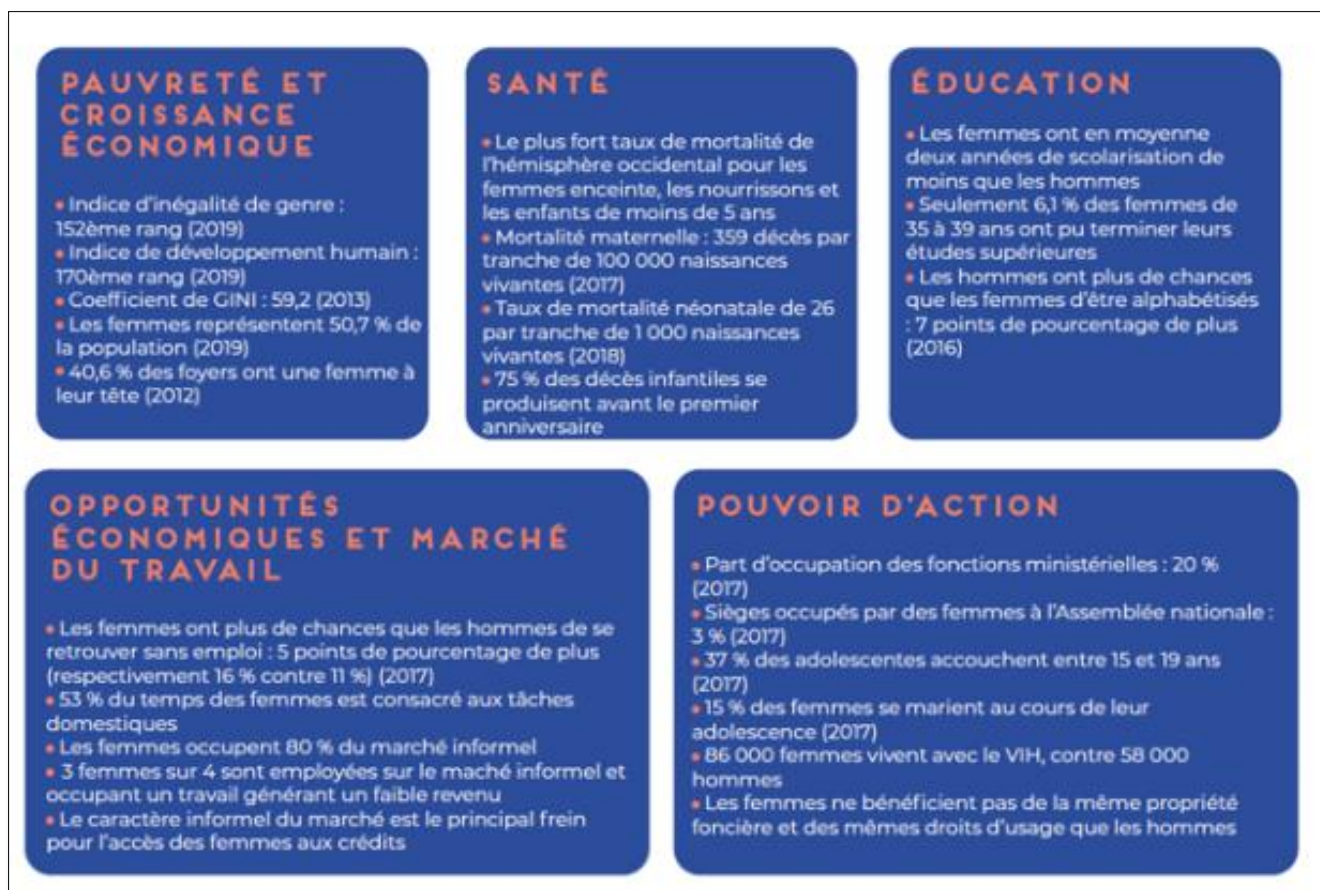 PAUVRETÉ ET
CROISSANCE
ÉCONOMIQUE
• Indice d'inégalité de genre :
152ème rang (2019)
• Indice de développement humain :
170ème rang (2019)
• Coefficient de GINI : 59,2 (2013)
• Les femmes représentent 50,7 % de
la population (2019)
• 40,6 % des foyers ont une femme à
leur tête (2012)
SANTÉ
• Le plus fort taux de mortalité de
l'hémisphère occidental pour les
femmes enceinte, les nourrissons et
les enfants de moins de 5 ans
• Mortalité maternelle : 359 décès par
tranche de 100 000 naissances
vivantes (2017)
• Taux de mortalité néonatale de 26
par tranche de 1 000 naissances
vivantes (2018)
• 75 % des décès infantiles se
produisent avant le premier
anniversaire
ÉDUCATION
• Les femmes ont en moyenne
deux années de scolarisation de
moins que les hommes
• Seulement 6,1 % des femmes de
35 à 39 ans ont pu terminer leurs
études supérieures
• Les hommes ont plus de chances
que les femmes d'être alphabétisés
: 7 points de pourcentage de plus
(2016)
OPPORTUNITÉS
ÉCONOMIQUES ET MARCHÉ
DU TRAVAIL
• Les femmes ont plus de chances que les hommes de se
retrouver sans emploi : 5 points de pourcentage de plus
(respectivement 16 % contre 11 %) (2017)
• 53 % du temps des femmes est consacré aux tâches
domestiques
• Les femmes occupent 80 % du marché informel
• 3 femmes sur 4 sont employées sur le maché informel et
occupant un travail générant un faible revenu
• Le caractère informel du marché est le principal frein
pour l'accès des femmes aux crédits
POUVOIR D'ACTION
• Part d'occupation des fonctions ministérielles : 20 %
(2017)
• Sièges occupés par des femmes à l'Assemblée nationale :
3 % (2017)
• 37 % des adolescentes accouchent entre 15 et 19 ans
(2017)
• 15 % des femmes se marient au cours de leur
adolescence (2017)
• 86 000 femmes vivent avec le VIH, contre 58 000
hommes
• Les femmes ne bénéficient pas de la même propriété
foncière et des mêmes droits d'usage que les hommes